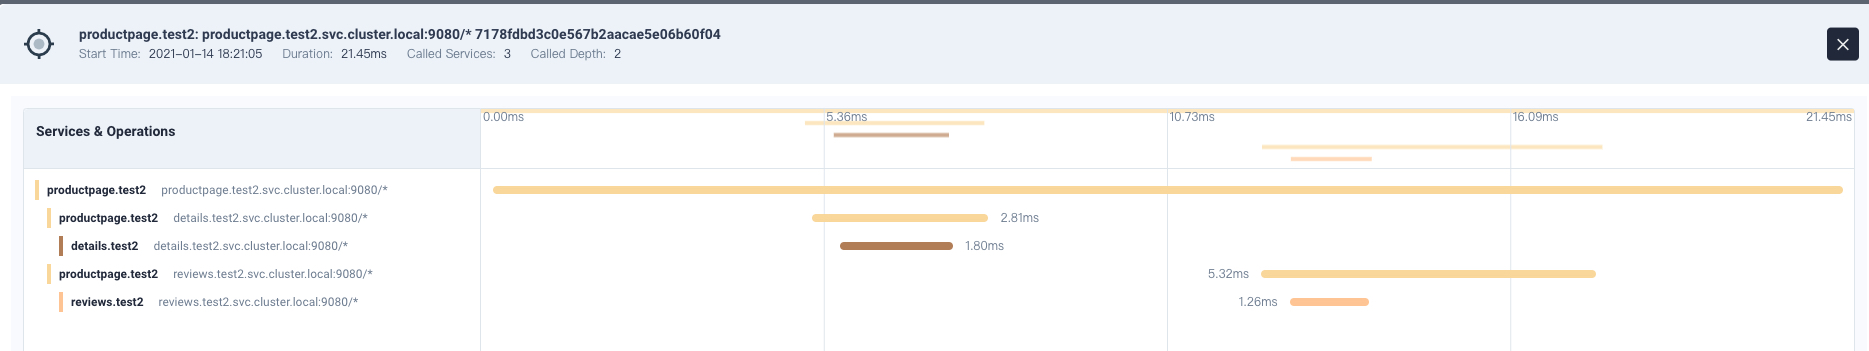 productpage.test2: productpage.test2.svc.cluster.local:9080/* 7178fdbd3c0e567b2aacae5e06b60f04
Start Time: 2021-01-14 18:21:05 Duration: 21.45ms Called Services: 3 Called Depth: 2
Services & Operations
0.00ms 5.36ms 10.73ms 16.09ms 21.45ms
productpage.test2 productpage.test2.svc.cluster.local:9080/*
productpage.test2 details.test2.svc.cluster.local:9080/* 2.81ms
details.test2 details.test2.svc.cluster.local:9080/* 1.80ms
productpage.test2 reviews.test2.svc.cluster.local:9080/* 5.32ms
reviews.test2 reviews.test2.svc.cluster.local:9080/* 1.26ms